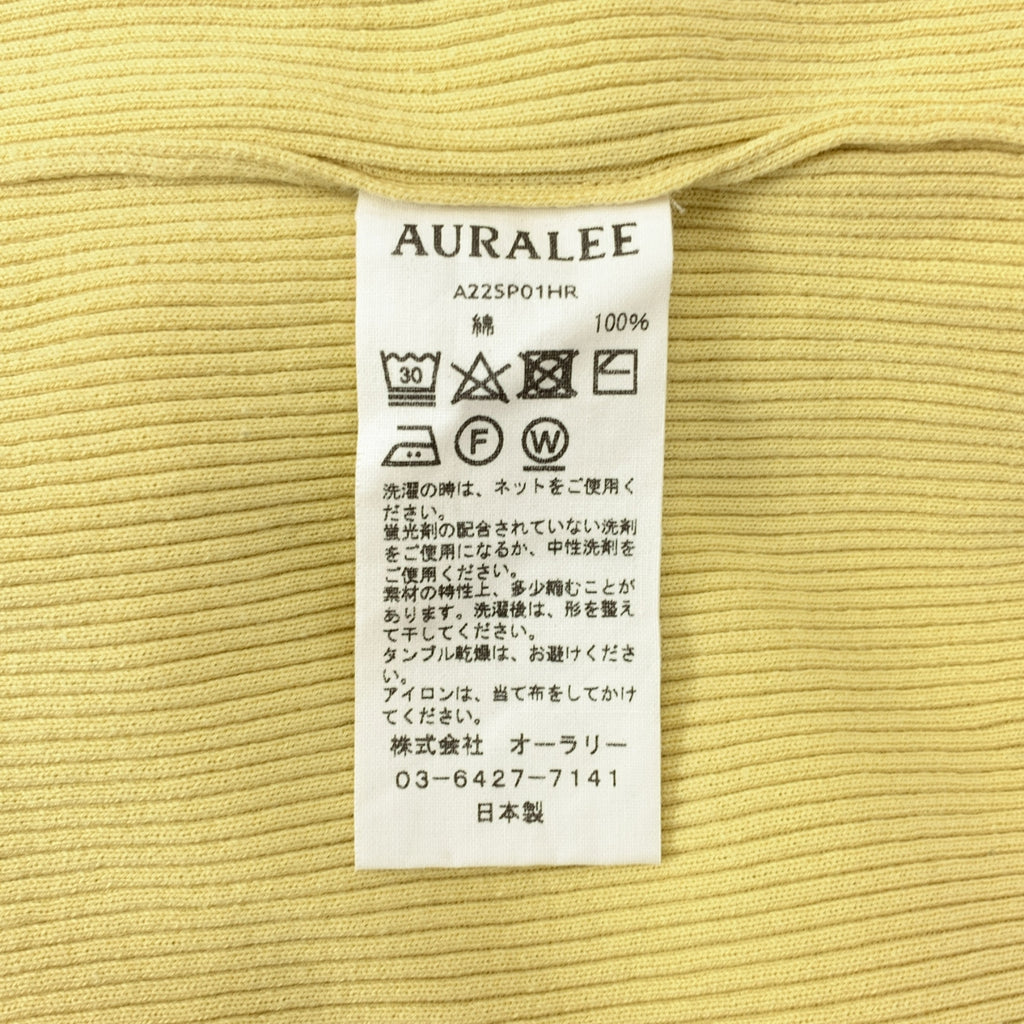 AURALEE
A22SP01HR
綿 100%
30
F W
洗濯の時は、ネットをご使用く
ださい。
蛍光剤の配合されていない洗剤
をご使用になるか、中性洗剤を
ご使用ください。
素材の特性上、多少縮むことが
あります。洗濯後は、形を整え
て干してください。
タンブル乾燥は、お避けくださ
い。
アイロンは、当て布をしてかけ
てください。
株式会社 オーラリー
03-6427-7141
日本製